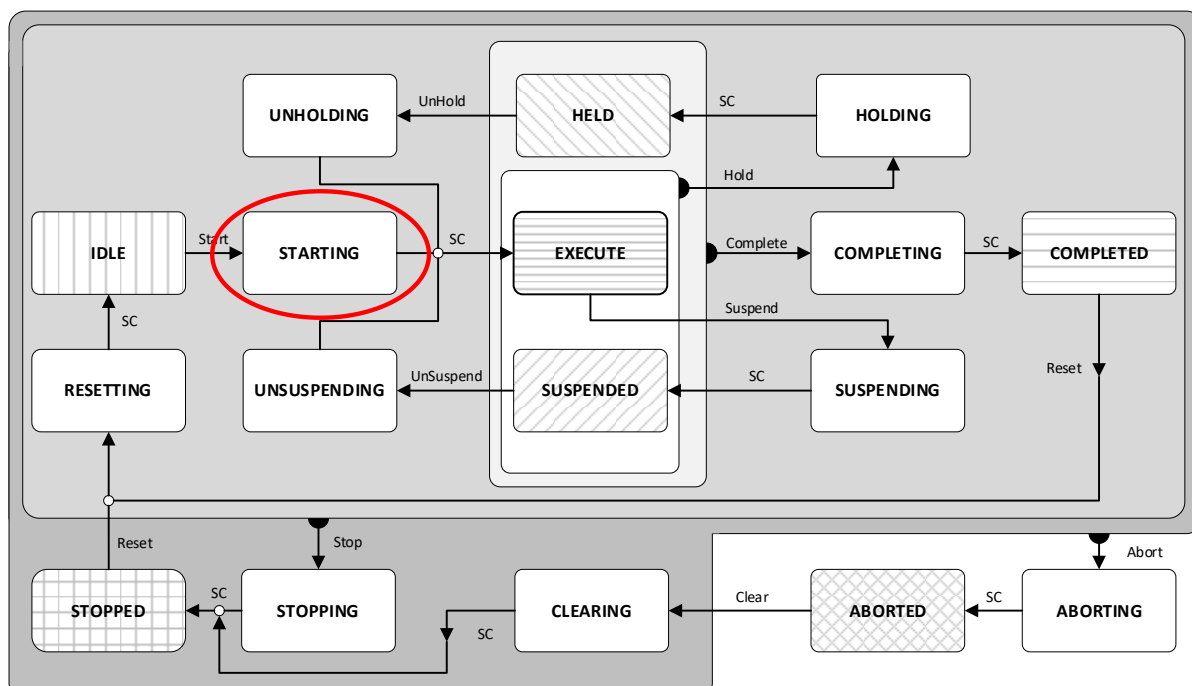 UnHold
SC
UNHOLDING
HELD
HOLDING
Hold
Start
SC
Complete
SC
IDLE
STARTING
EXECUTE
COMPLETING
COMPLETED
SC
Suspend
UnSuspend
SC
Reset
RESETTING
UNSUSPENDING
SUSPENDED
SUSPENDING
Reset
Stop
Abort
SC
Clear
SC
STOPPED
STOPPING
CLEARING
ABORTED
ABORTING
SC